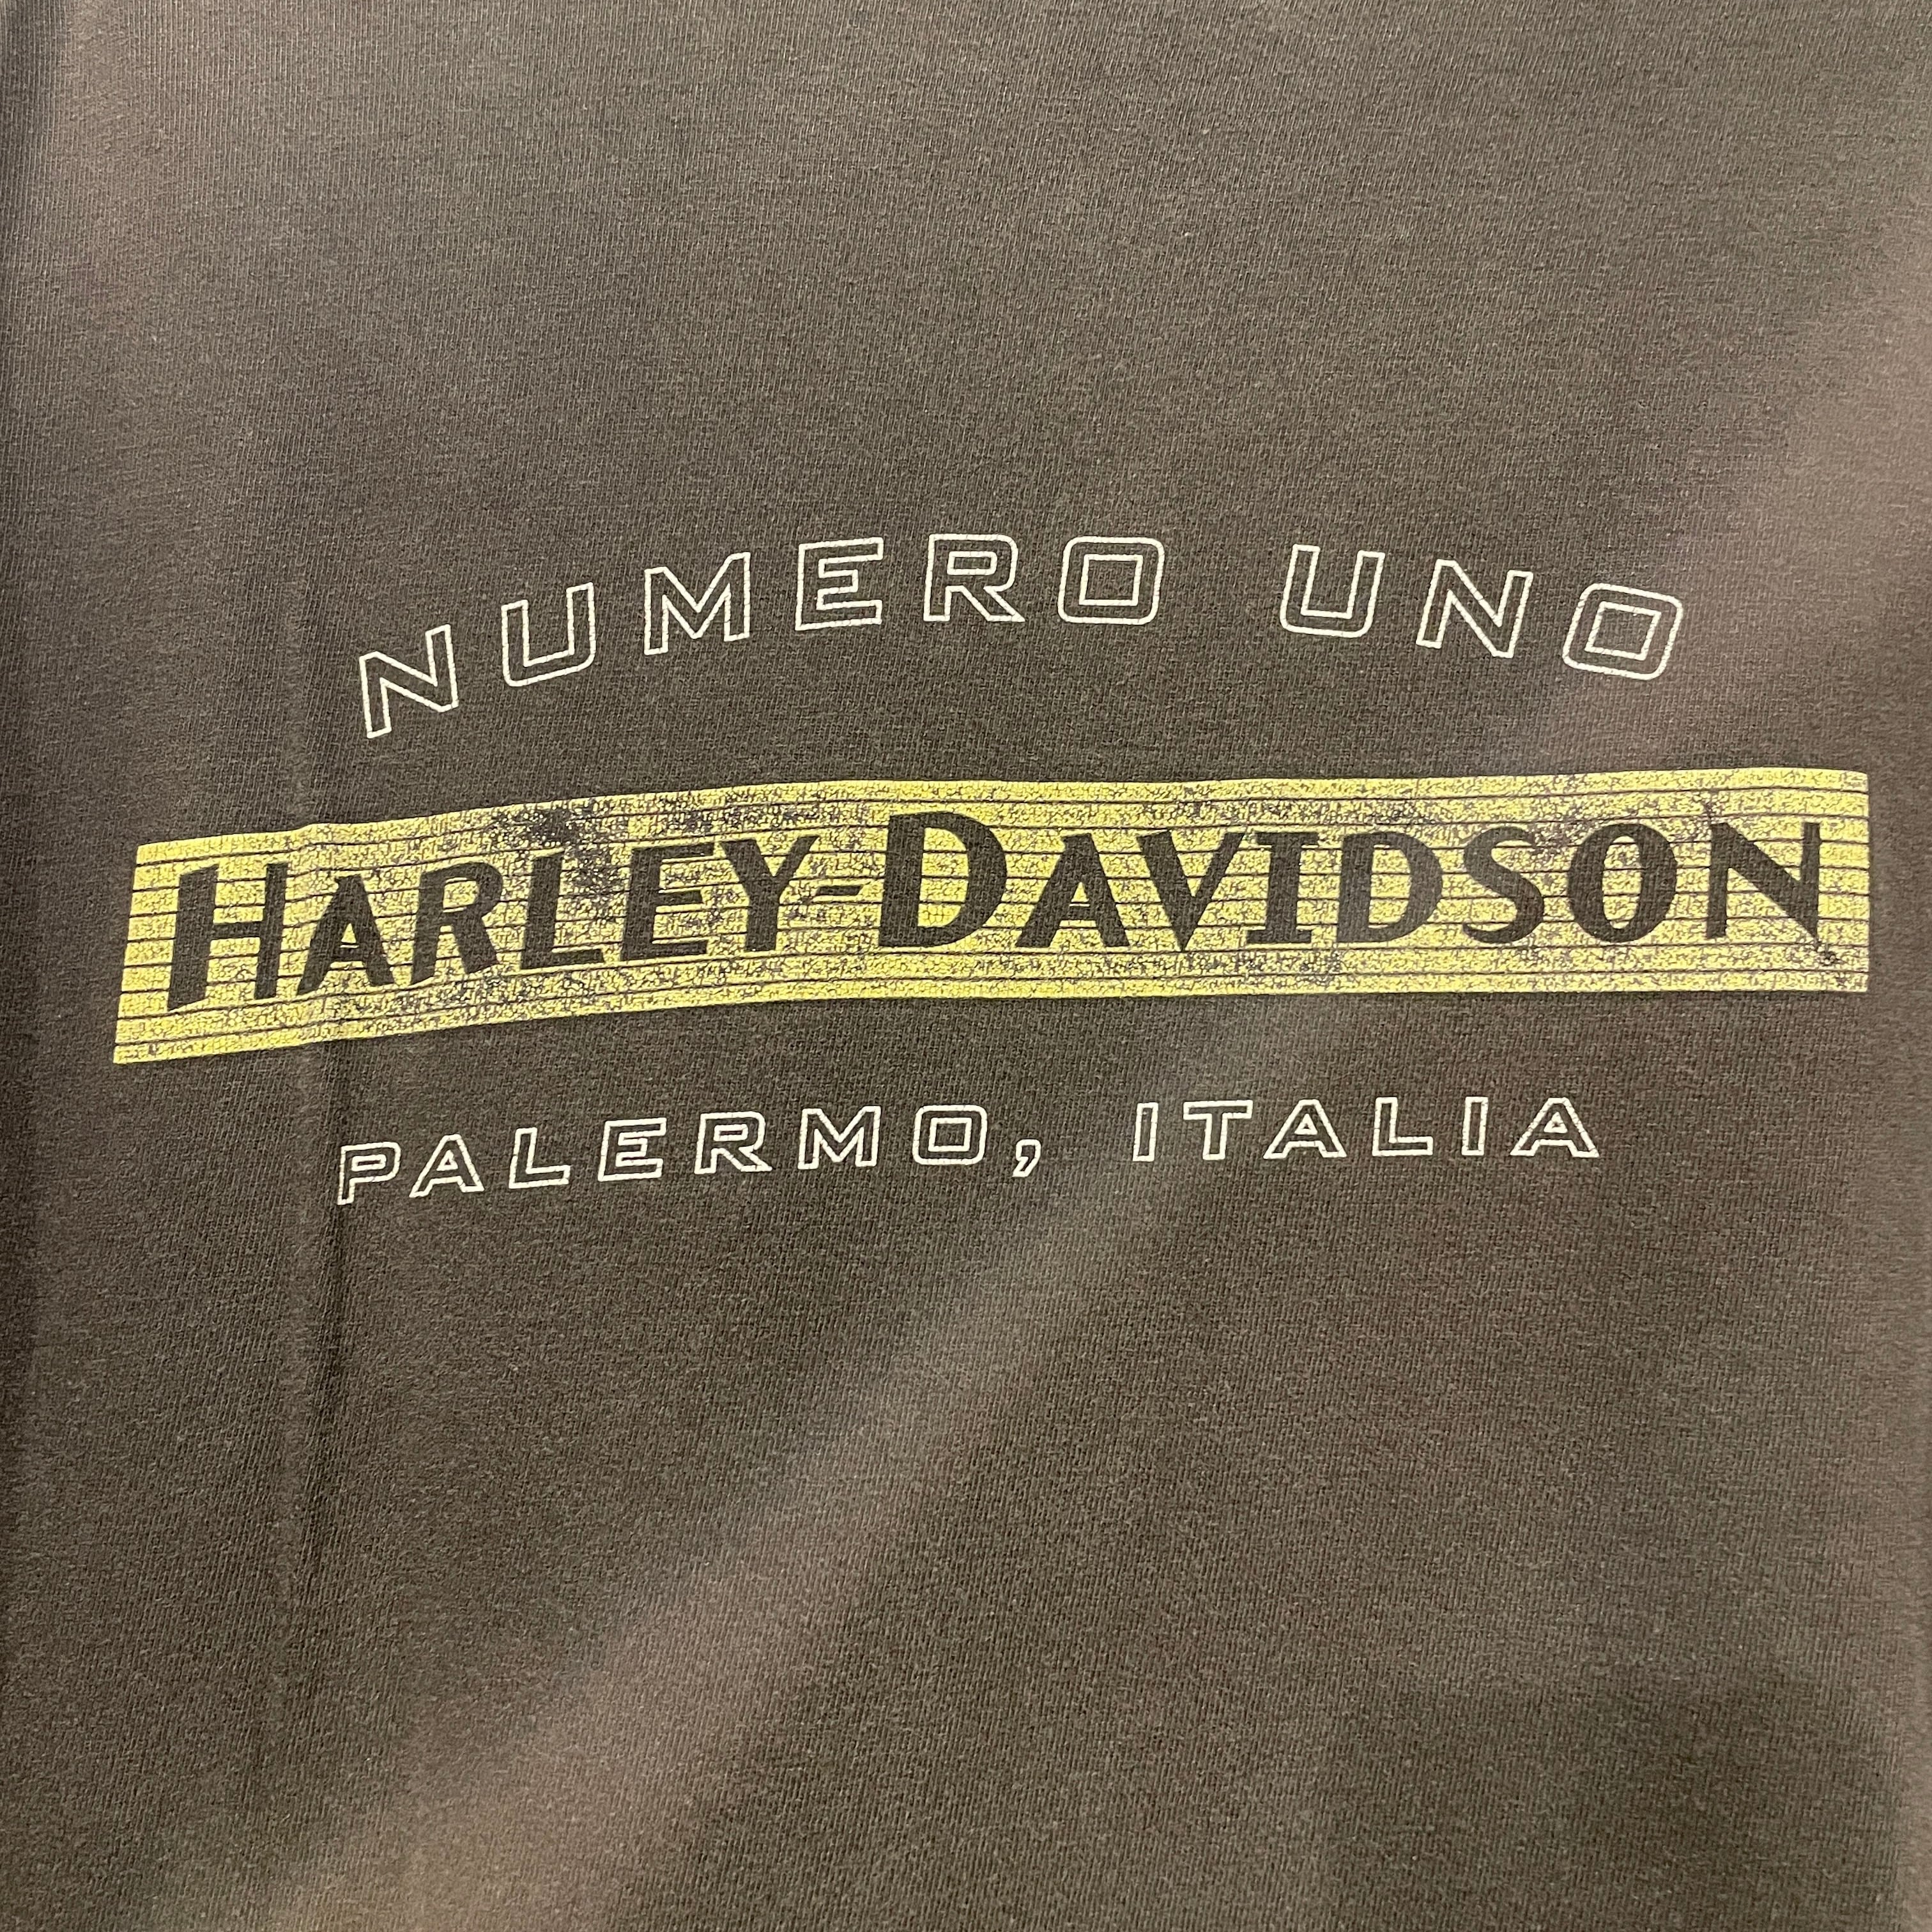 NUMERO UNO
HARLEY-DAVIDSON
PALERMO, ITALIA